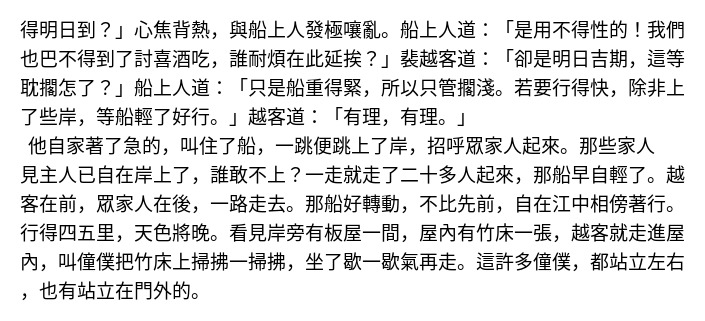 得明日到？」心焦背熱，與船上人發極嚷亂。船上人道：「是用不得性的！我們
也巴不得到了討喜酒吃，誰耐煩在此延挨？」裴越客道：「卻是明日吉期，這等
耽擱怎了？」船上人道：「只是船重得緊，所以只管擱淺。若要行得快，除非上
了些岸，等船輕了好行。」越客道：「有理，有理。」
他自家著了急的，叫住了船，一跳便跳上了岸，招呼眾家人起來。那些家人
見主人已自在岸上了，誰敢不上？一走就走了二十多人起來，那船早自輕了。越
客在前，眾家人在後，一路走去。那船好轉動，不比先前，自在江中相傍著行。
行得四五里，天色將晚。看見岸旁有板屋一間，屋內有竹床一張，越客就走進屋
內，叫僮僕把竹床上掃拂一掃拂，坐了歇一歇氣再走。這許多僮僕，都站立左右
，也有站立在門外的。